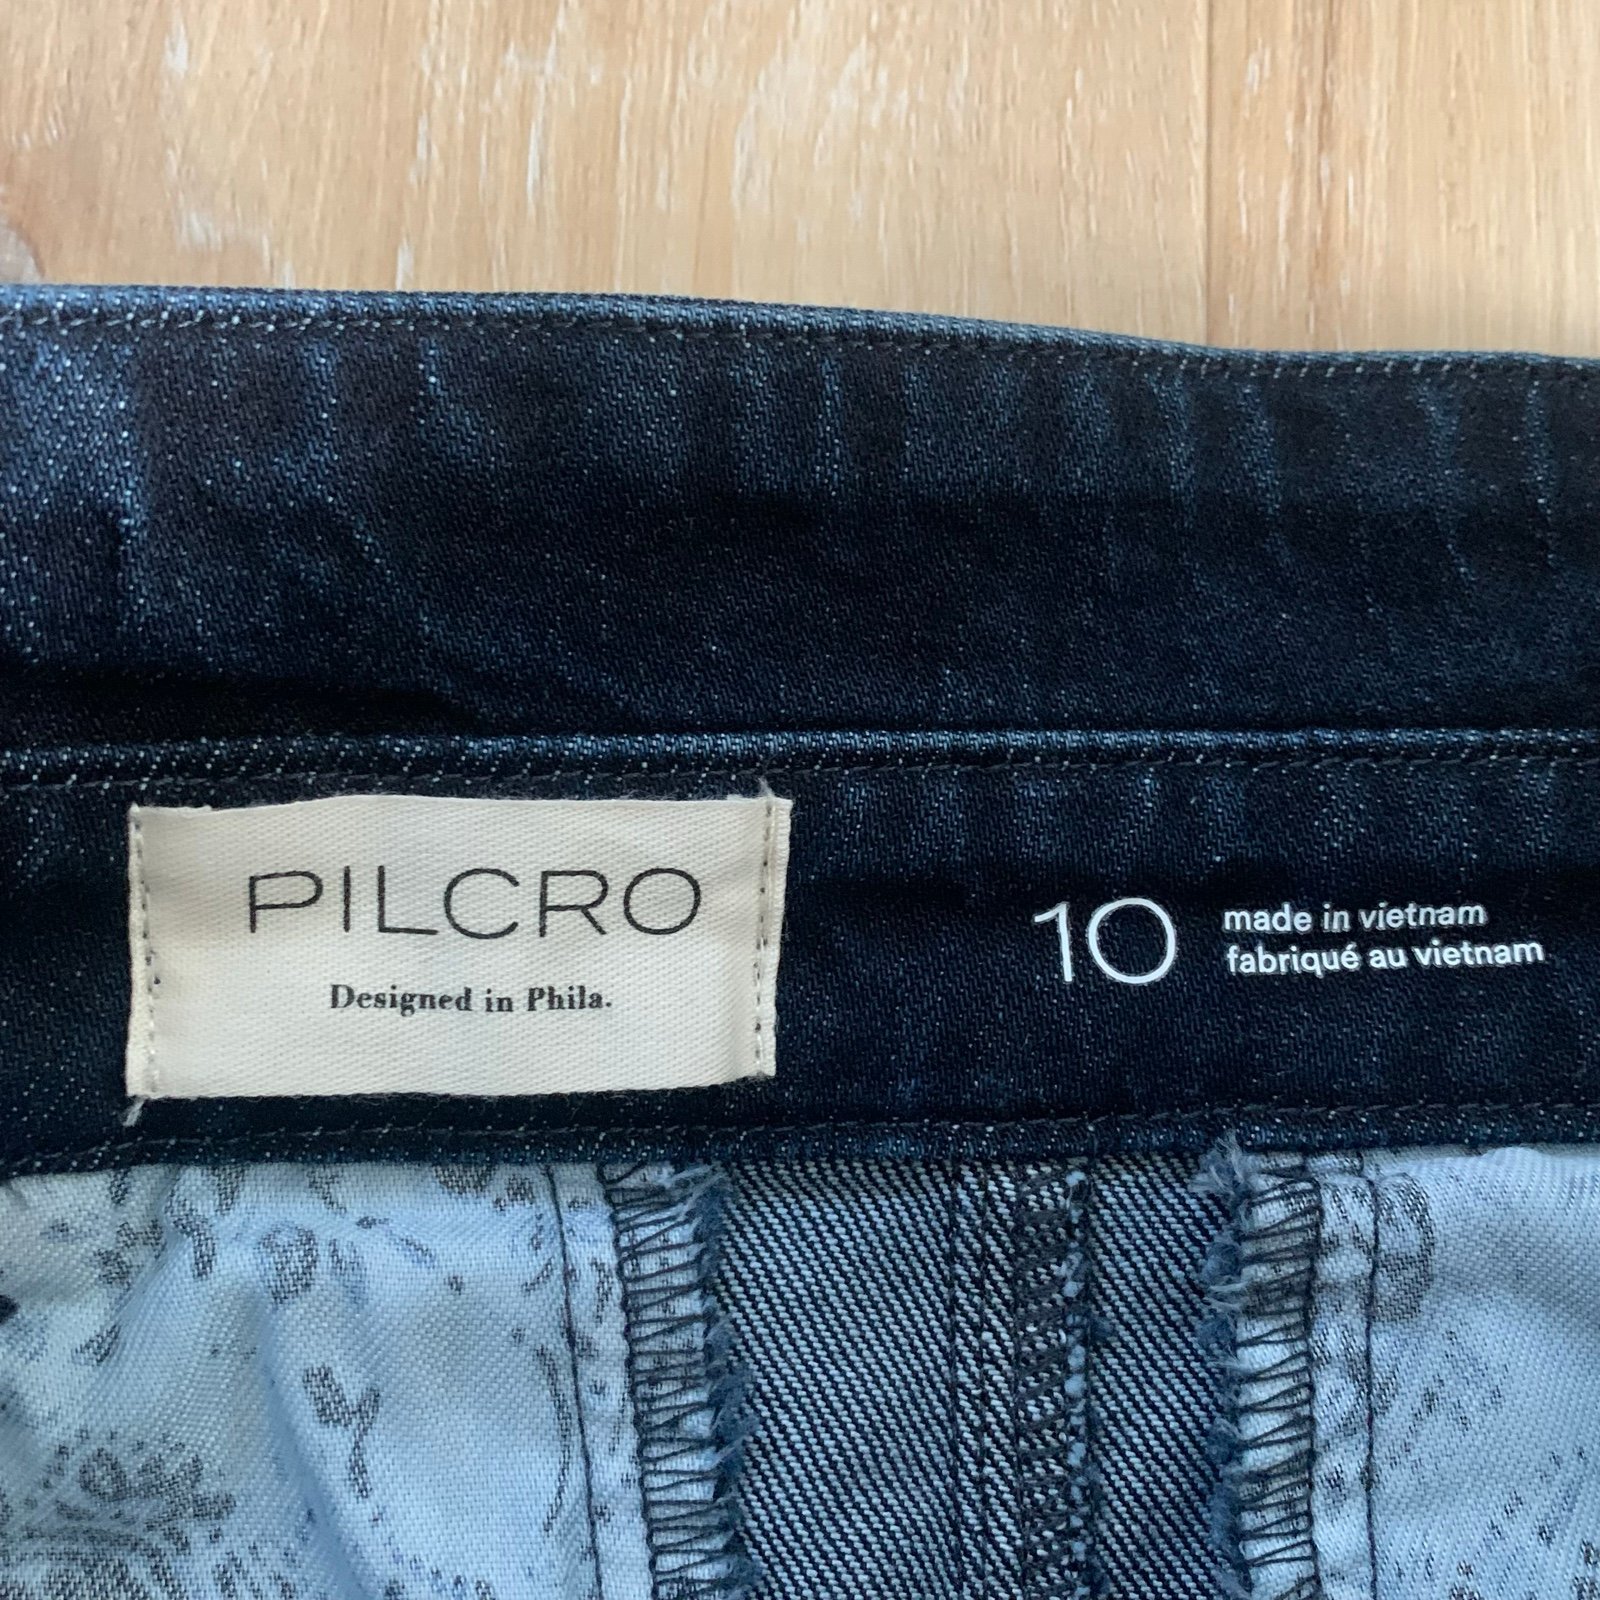 PILCRO
Designed in Phila.
10
made in vietnam
fabriqué au vietnam